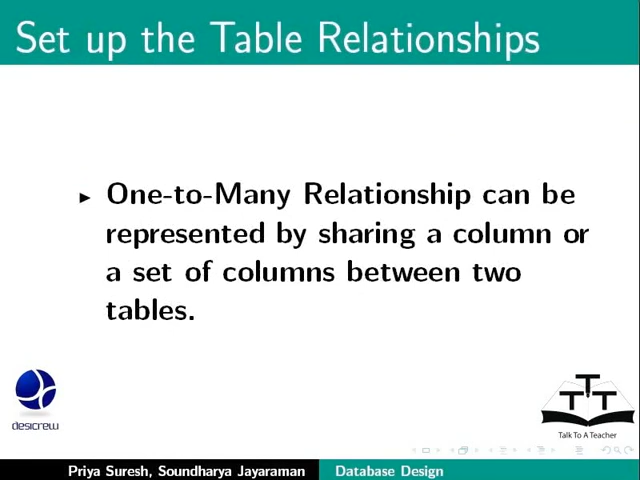 Set up the Table Relationships
One-to-Many Relationship can be
represented by sharing a column or
a set of columns between two
tables.
desicrew
T T T
Talk To A Teacher
Priya Suresh, Soundharya Jayaraman
Database Design